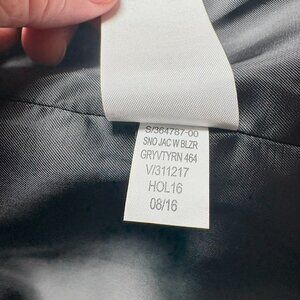 S/364787-00
SNO JAC W BLZR
GRYVTYRN 464
V/311217
HOL16
08/16